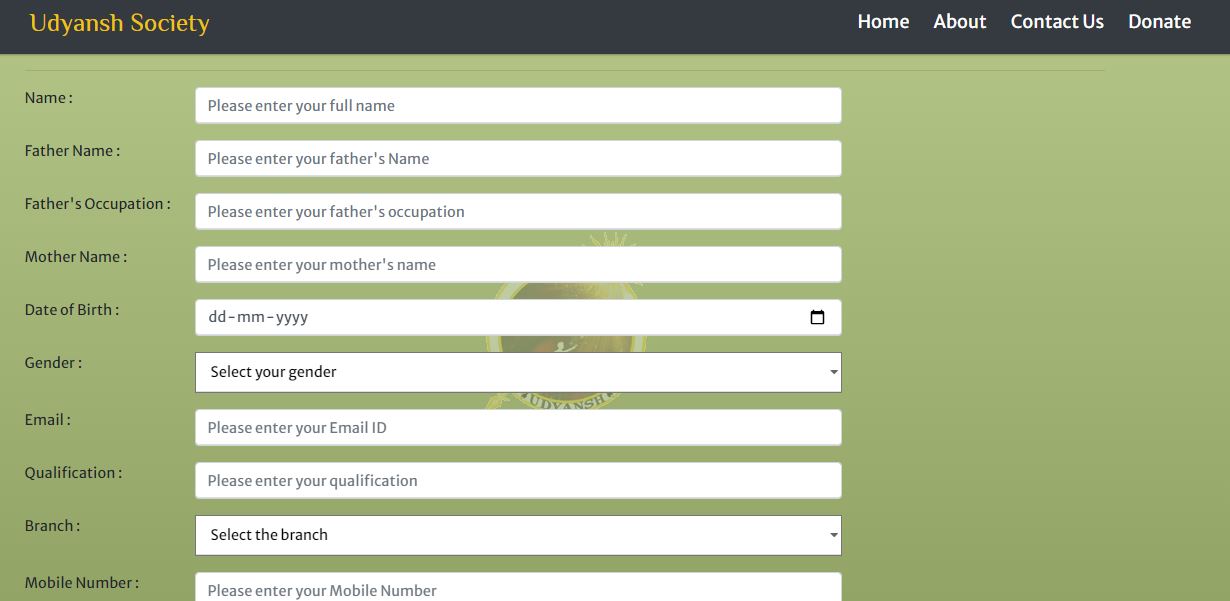 Udyansh Society Home About Contact Us Donate
Name : Please enter your full name
Father Name : Please enter your father's Name
Father's Occupation : Please enter your father's occupation
Mother Name : Please enter your mother's name
Date of Birth : dd-mm-yyyy
Gender : Select your gender
UDYANSH
Email : Please enter your Email ID
Qualification : Please enter your qualification
Branch : Select the branch
Mobile Number : Please enter your Mobile Number